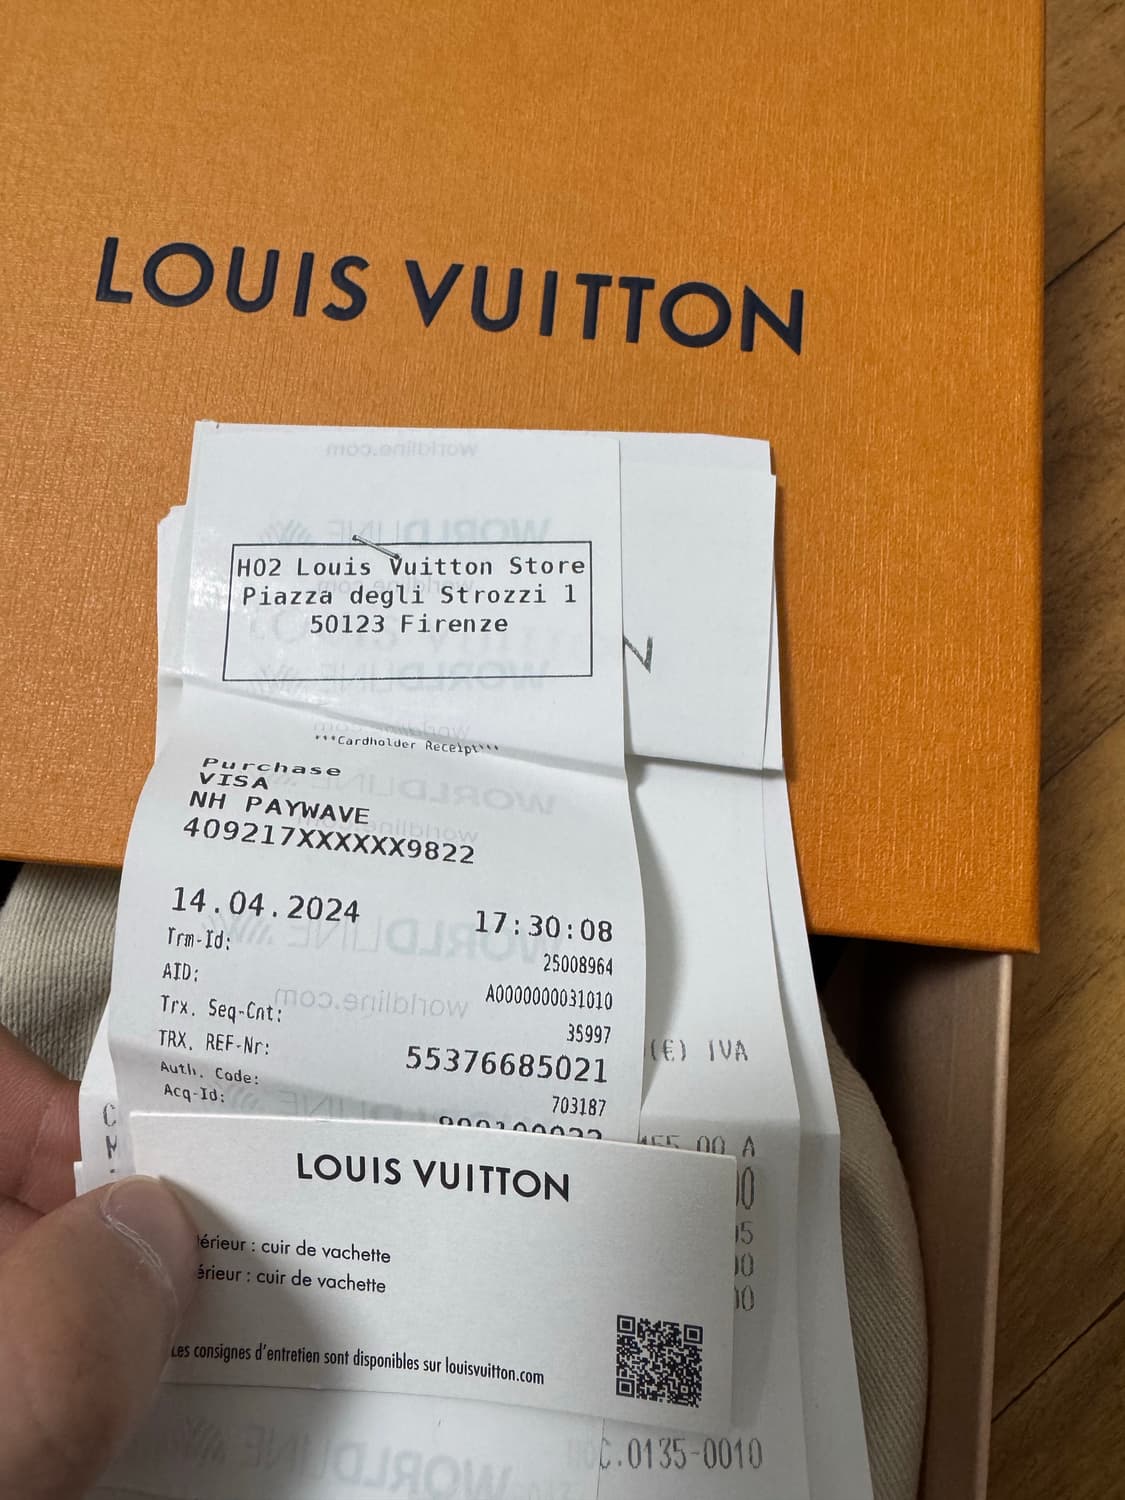 LOUIS VUITTON
H02 Louis Vuitton Store
Piazza degli Strozzi 1
50123 Firenze
***Cardholder Receipt***
Purchase
VISA
NH PAYWAVE
409217XXXXXX9822
14.04.2024 17:30:08
Trm-Id: 25008964
AID: A0000000031010
Trx. Seq-Cnt: 35997
TRX. REF-Nr: 55376685021
Auth. Code: 703187
Acq-Id:
(€) IVA
00 A
LOUIS VUITTON
érieur : cuir de vachette
érieur : cuir de vachette
Les consignes d'entretien sont disponibles sur louisvuitton.com
C.0135-0010